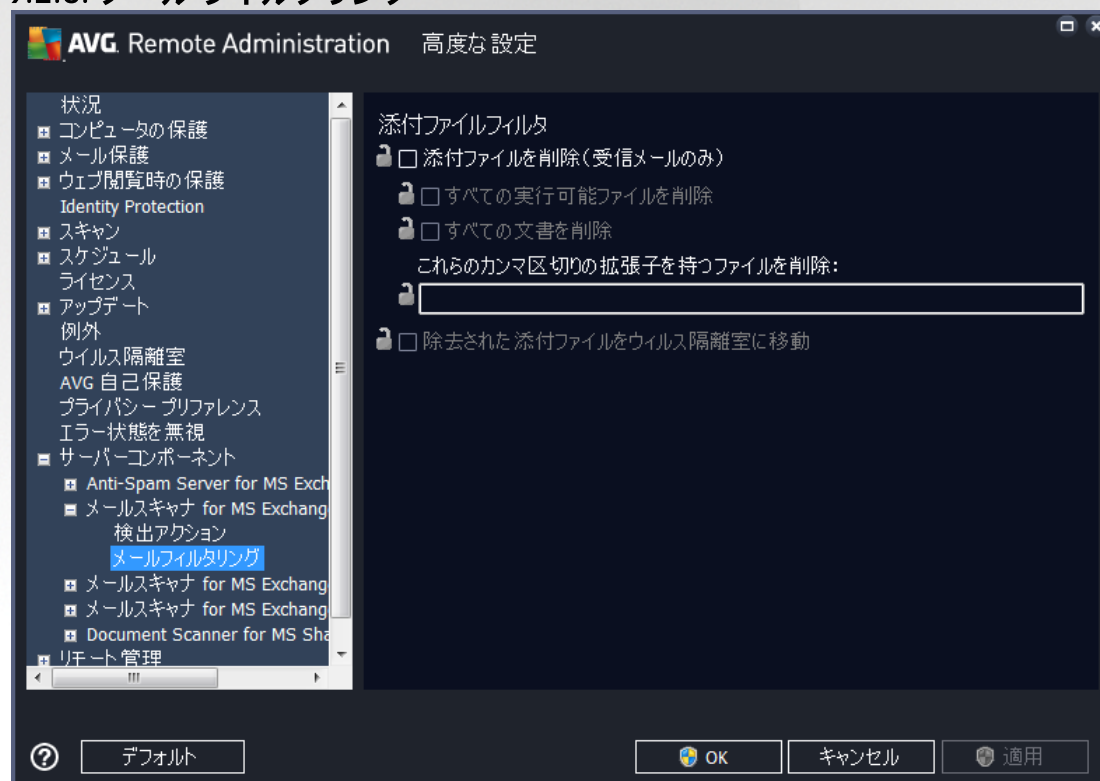 AVG. Remote Administration 高度な設定
状況
コンピュータの保護
メール保護
ウェブ閲覧時の保護
Identity Protection
スキャン
スケジュール
ライセンス
アップデート
例外
ウイルス隔離室
AVG 自己保護
プライバシー プリファレンス
エラー状態を無視
サーバーコンポーネント
Anti-Spam Server for MS Exch
メールスキャナ for MS Exchang
検出アクション
メールフィルタリング
メールスキャナ for MS Exchang
メールスキャナ for MS Exchang
Document Scanner for MS Sha
リモート管理
添付ファイルフィルタ
添付ファイルを削除(受信メールのみ)
すべての実行可能ファイルを削除
すべての文書を削除
これらのカンマ区切りの拡張子を持つファイルを削除:
除去された添付ファイルをウィルス隔離室に移動
デフォルト
OK
キャンセル
適用